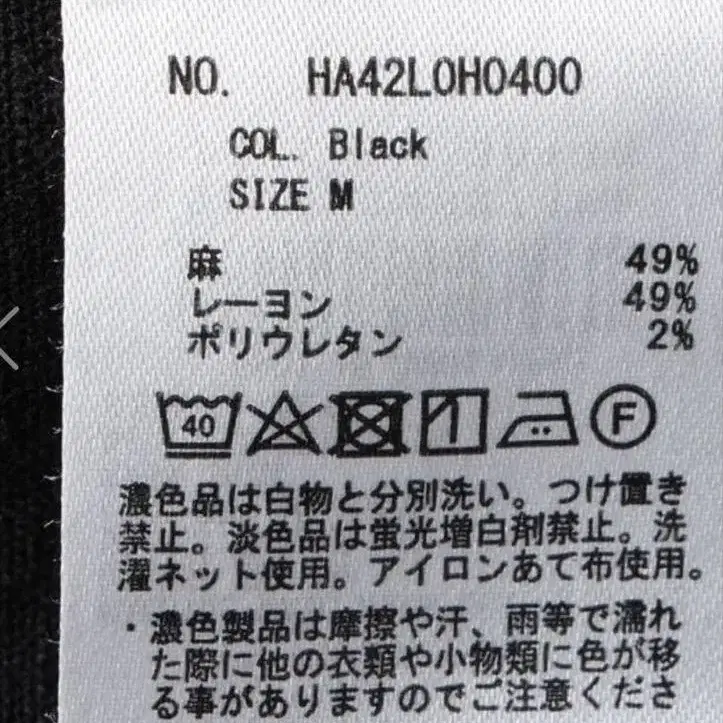 NO. HA42L0H0400
COL. Black
SIZE M
麻 49%
レーヨン 49%
ポリウレタン 2%
40 F
濃色品は白物と分別洗い。つけ置き
禁止。淡色品は蛍光増白剤禁止。洗
濯ネット使用。アイロンあて布使用。
・濃色製品は摩擦や汗、雨等で濡れ
た際に他の衣類や小物類に色が移
る事がありますのでご注意くださ